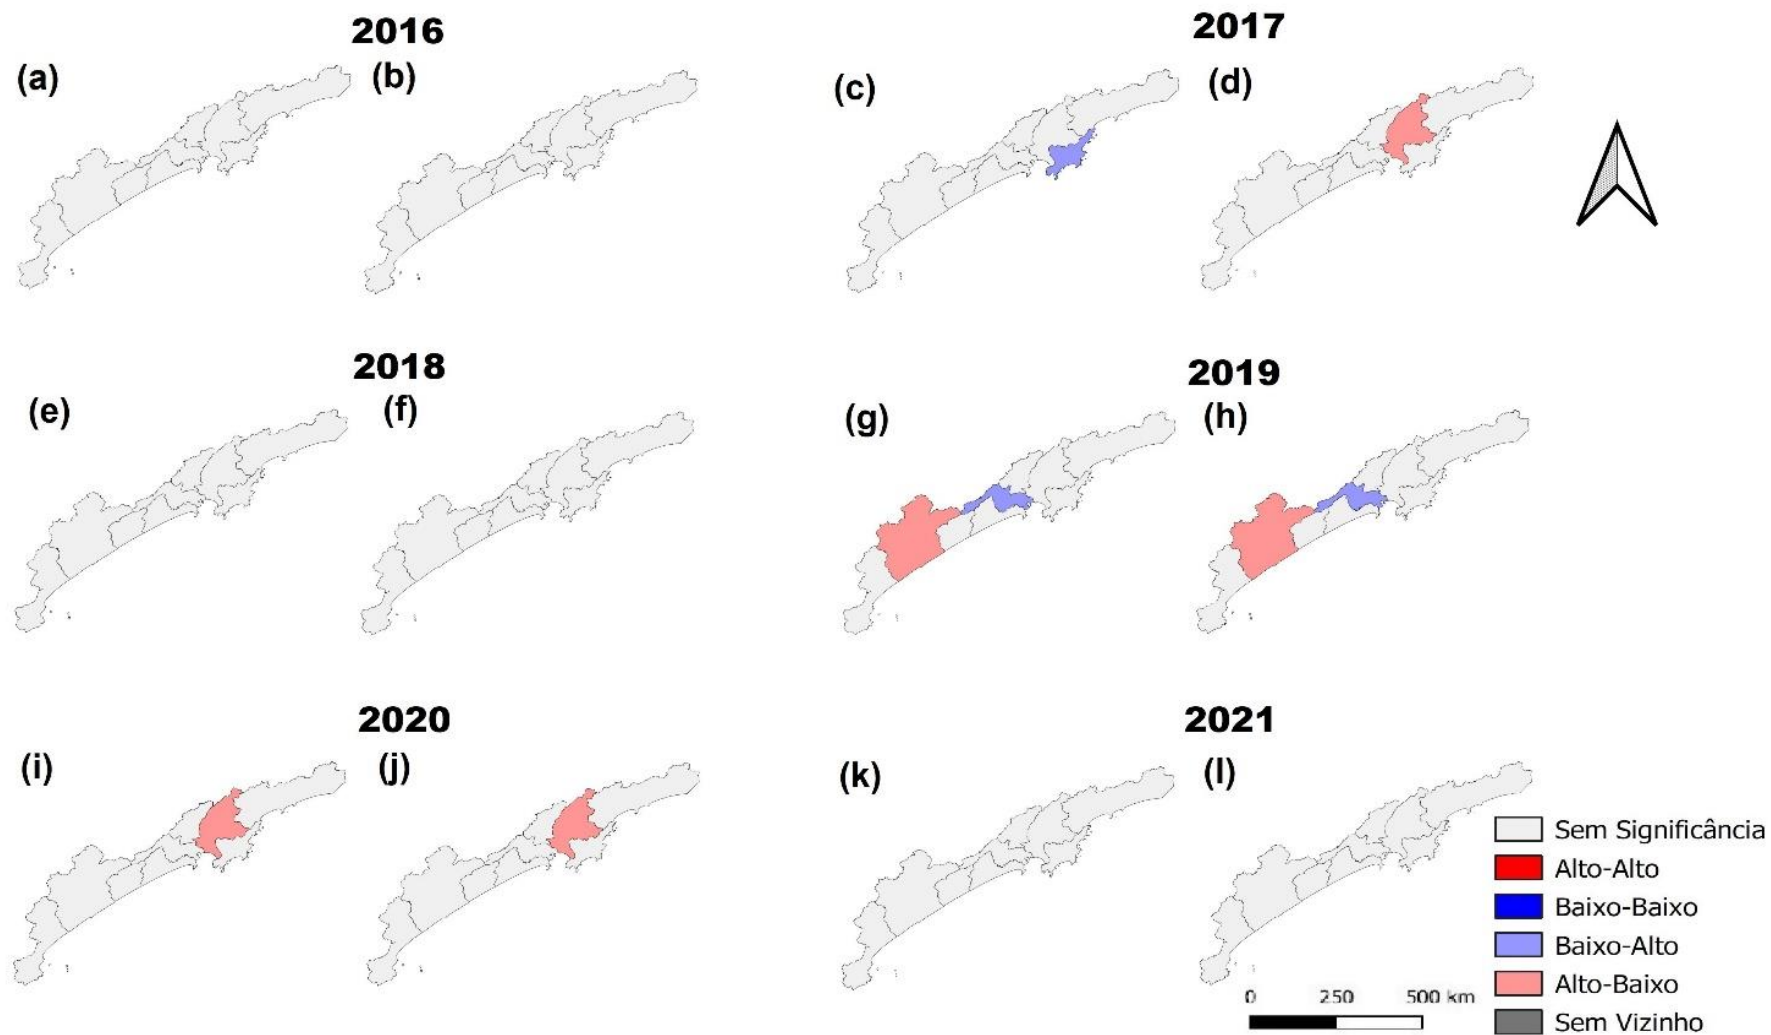 2016
2017
(a)
(b)
(c)
(d)
2018
2019
(e)
(f)
(g)
(h)
2020
2021
(i)
(j)
(k)
(l)
Sem Significância
Alto-Alto
Baixo-Baixo
Baixo-Alto
Alto-Baixo
Sem Vizinho
0 250 500 km